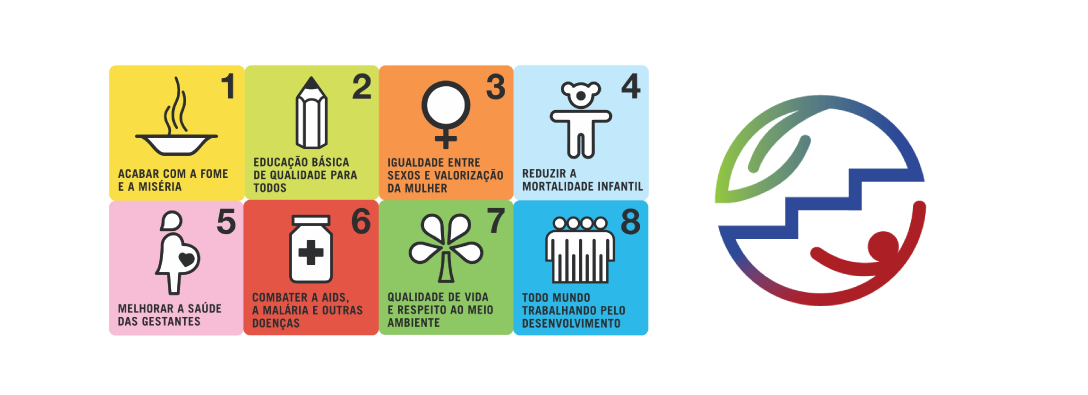 1
ACABAR COM A FOME
E A MISÉRIA
2
EDUCAÇÃO BÁSICA
DE QUALIDADE PARA
TODOS
3
IGUALDADE ENTRE
SEXOS E VALORIZAÇÃO
DA MULHER
4
REDUZIR A
MORTALIDADE INFANTIL
5
MELHORAR A SAÚDE
DAS GESTANTES
6
COMBATER A AIDS,
A MALÁRIA E OUTRAS
DOENÇAS
7
QUALIDADE DE VIDA
E RESPEITO AO MEIO
AMBIENTE
8
TODO MUNDO
TRABALHANDO PELO
DESENVOLVIMENTO